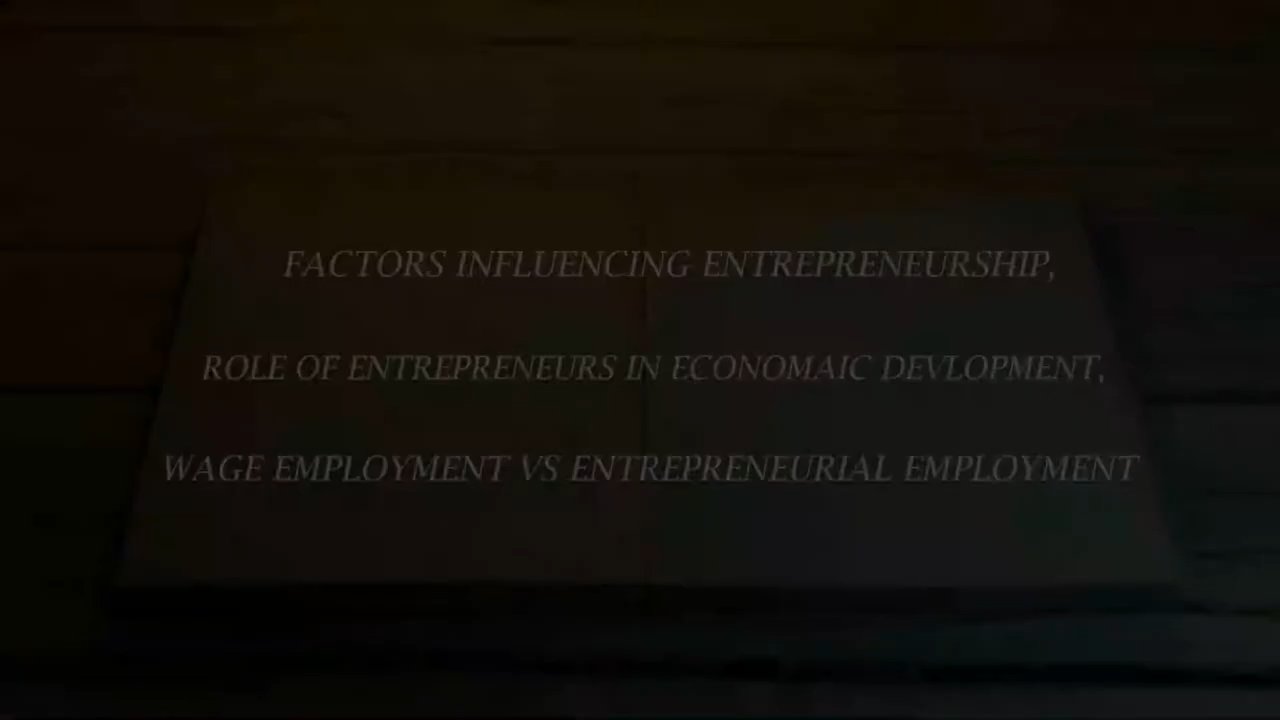 FACTORS INFLUENCING ENTREPRENEURSHIP,
ROLE OF ENTREPRENEURS IN ECONOMAIC DEVLOPMENT,
WAGE EMPLOYMENT VS ENTREPRENEURIAL EMPLOYMENT